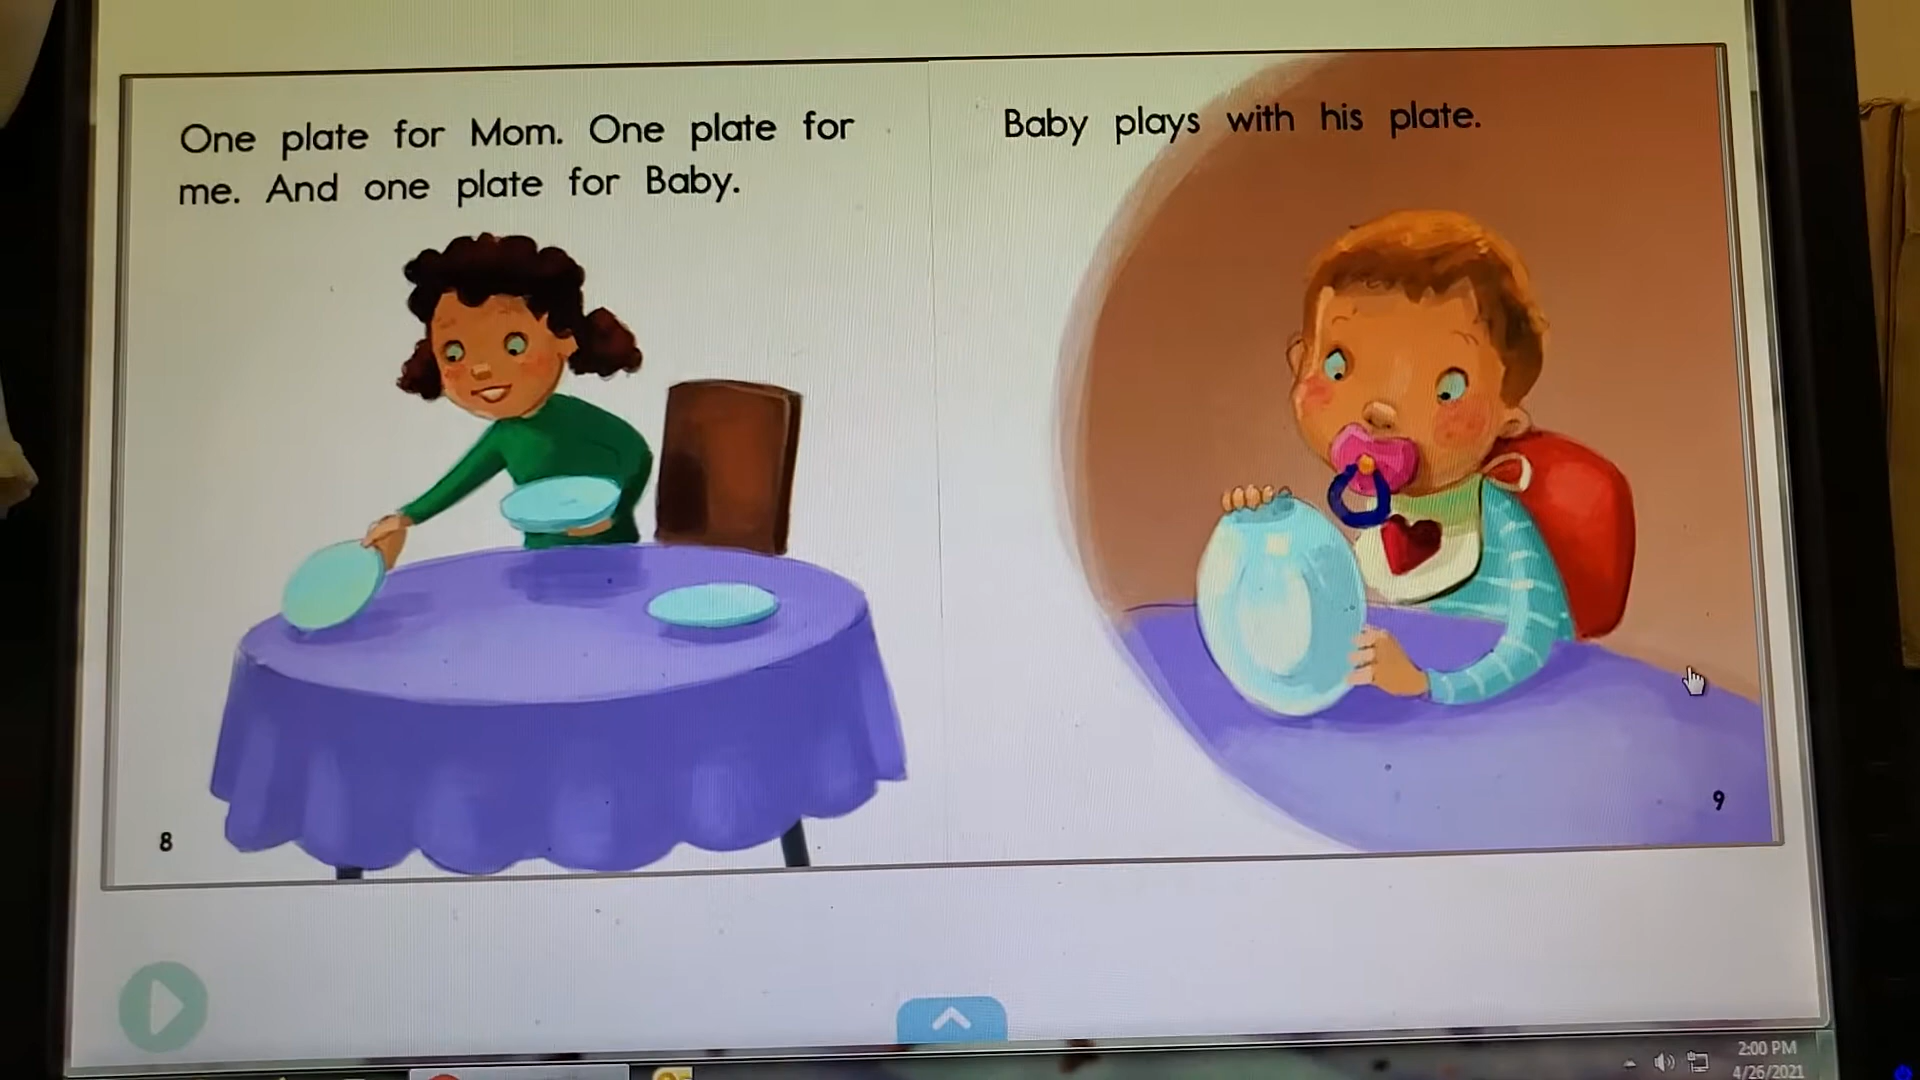 One plate for Mom. One plate for
me. And one plate for Baby.
8
Baby plays with his plate.
9
2:00 PM
4/26/2021